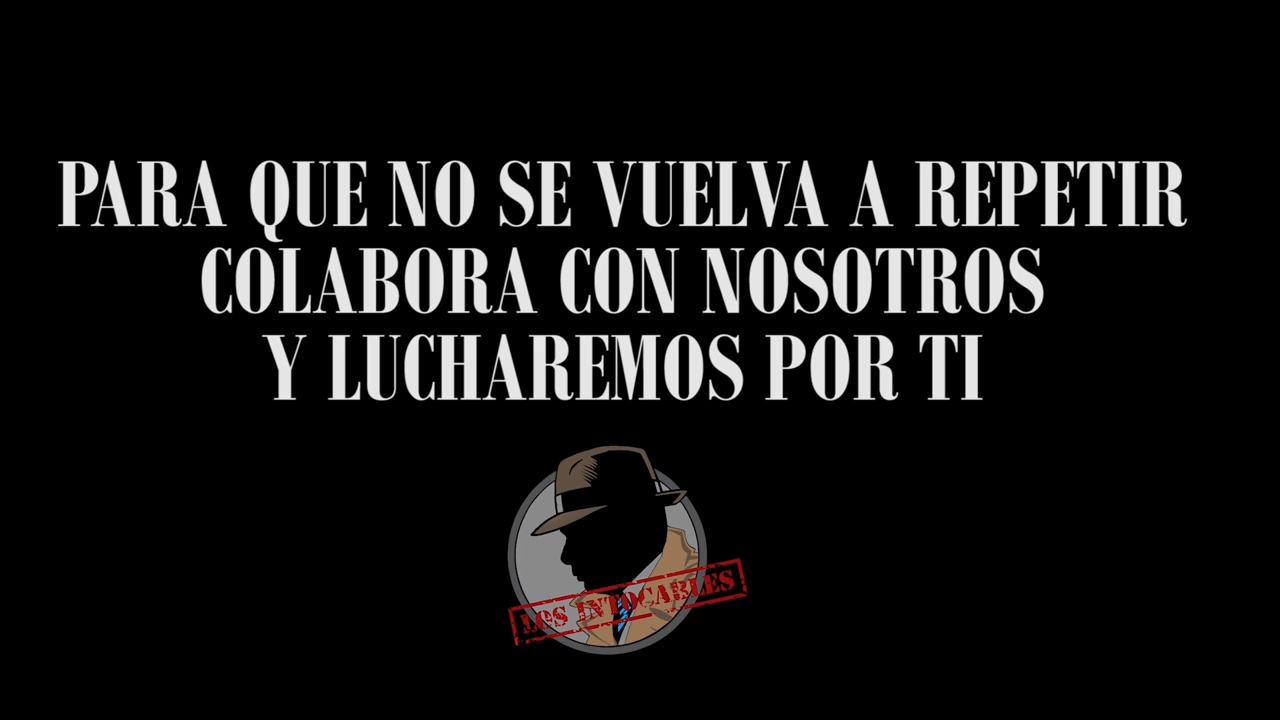 PARA QUE NO SE VUELVA A REPETIR
COLABORA CON NOSOTROS
Y LUCHAREMOS POR TI
LOS INTOCABLES